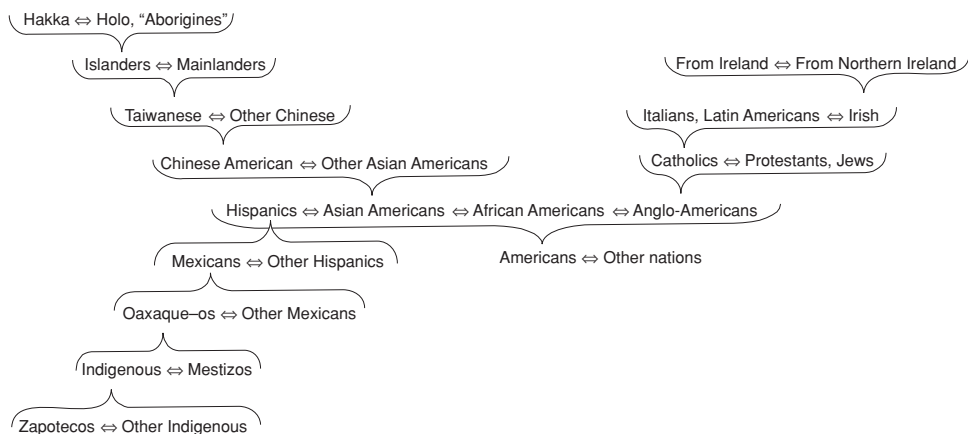 Hakka ⇔ Holo, “Aborigines”
Islanders ⇔ Mainlanders
From Ireland ⇔ From Northern Ireland
Taiwanese ⇔ Other Chinese
Italians, Latin Americans ⇔ Irish
Chinese American ⇔ Other Asian Americans
Catholics ⇔ Protestants, Jews
Hispanics ⇔ Asian Americans ⇔ African Americans ⇔ Anglo-Americans
Mexicans ⇔ Other Hispanics
Americans ⇔ Other nations
Oaxaque–os ⇔ Other Mexicans
Indigenous ⇔ Mestizos
Zapotecos ⇔ Other Indigenous